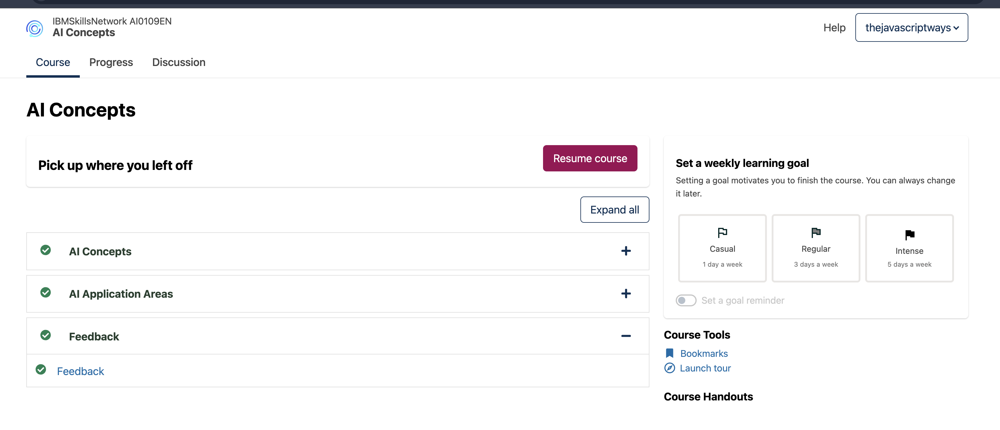 IBMSkillsNetwork AI0109EN
AI Concepts
Help
thejavascriptways
Course
Progress
Discussion
AI Concepts
Pick up where you left off
Resume course
Expand all
AI Concepts
AI Application Areas
Feedback
Feedback
Set a weekly learning goal
Setting a goal motivates you to finish the course. You can always change
it later.
Casual
1 day a week
Regular
3 days a week
Intense
5 days a week
Set a goal reminder
Course Tools
Bookmarks
Launch tour
Course Handouts